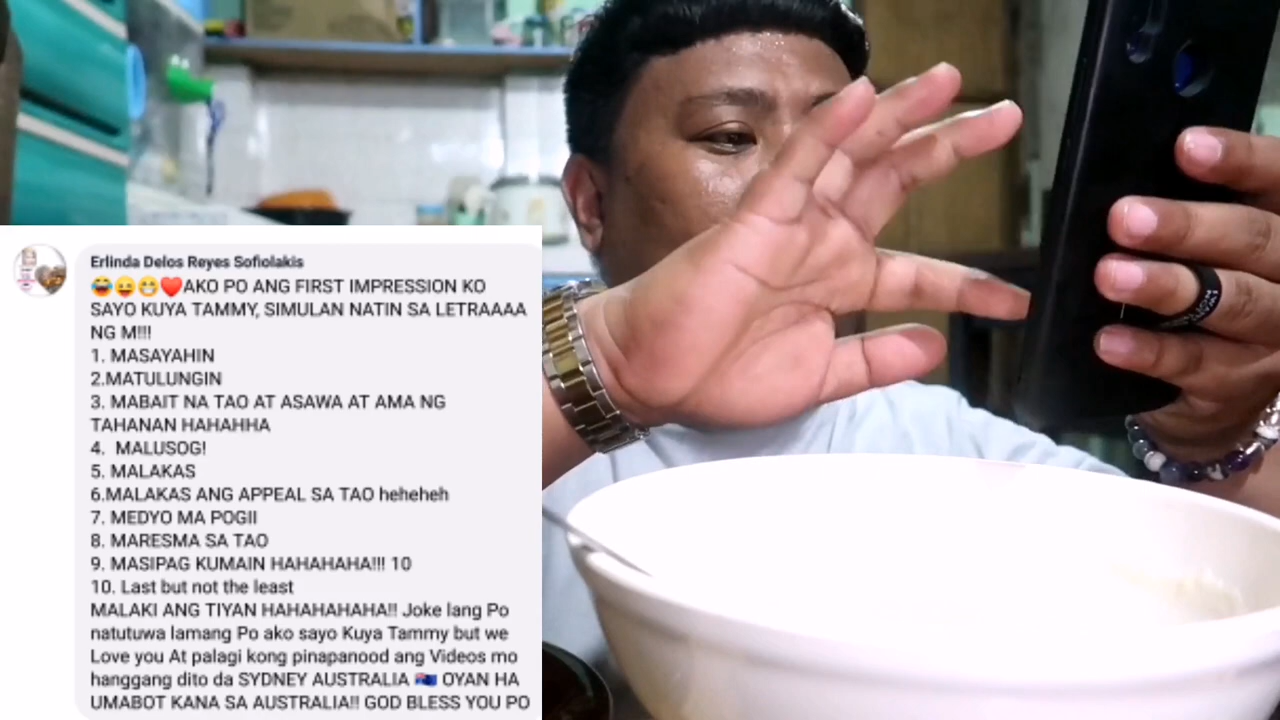 Erlinda Delos Reyes Sofiolakis
😂😝😁❤️AKO PO ANG FIRST IMPRESSION KO
SAYO KUYA TAMMY, SIMULAN NATIN SA LETRAAAA
NG M!!!
1. MASAYAHIN
2.MATULUNGIN
3. MABAIT NA TAO AT ASAWA AT AMA NG
TAHANAN HAHAHHA
4. MALUSOG!
5. MALAKAS
6.MALAKAS ANG APPEAL SA TAO heheheh
7. MEDYO MA POGII
8. MARESMA SA TAO
9. MASIPAG KUMAIN HAHAHAHA!!! 10
10. Last but not the least
MALAKI ANG TIYAN HAHAHAHAHA!! Joke lang Po
natutuwa lamang Po ako sayo Kuya Tammy but we
Love you At palagi kong pinapanood ang Videos mo
hanggang dito da SYDNEY AUSTRALIA 🇦🇺 OYAN HA
UMABOT KANA SA AUSTRALIA!! GOD BLESS YOU PO